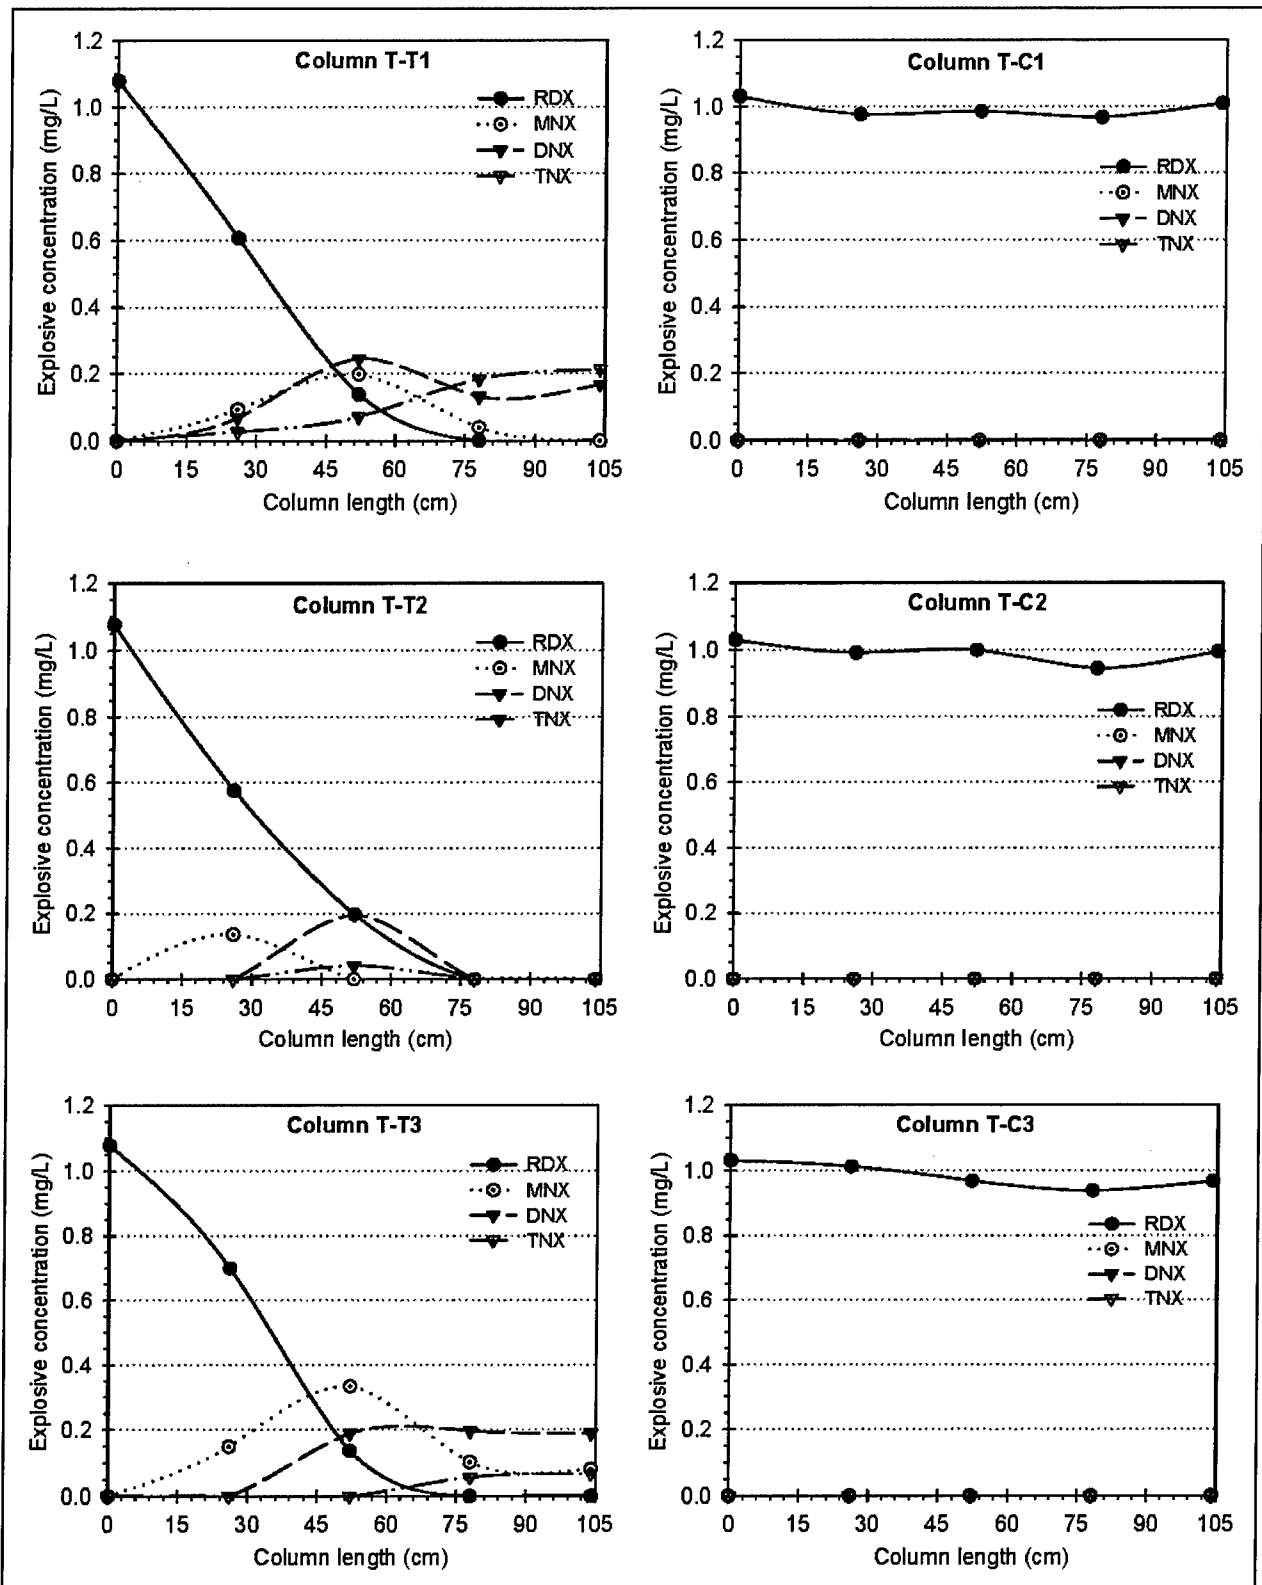 Column T-T1
RDX
MNX
DNX
TNX
1.2
1.0
0.8
0.6
0.4
0.2
0.0
Explosive concentration (mg/L)
0 15 30 45 60 75 90 105
Column length (cm)
Column T-C1
RDX
MNX
DNX
TNX
1.2
1.0
0.8
0.6
0.4
0.2
0.0
Explosive concentration (mg/L)
0 15 30 45 60 75 90 105
Column length (cm)
Column T-T2
RDX
MNX
DNX
TNX
1.2
1.0
0.8
0.6
0.4
0.2
0.0
Explosive concentration (mg/L)
0 15 30 45 60 75 90 105
Column length (cm)
Column T-C2
RDX
MNX
DNX
TNX
1.2
1.0
0.8
0.6
0.4
0.2
0.0
Explosive concentration (mg/L)
0 15 30 45 60 75 90 105
Column length (cm)
Column T-T3
RDX
MNX
DNX
TNX
1.2
1.0
0.8
0.6
0.4
0.2
0.0
Explosive concentration (mg/L)
0 15 30 45 60 75 90 105
Column length (cm)
Column T-C3
RDX
MNX
DNX
TNX
1.2
1.0
0.8
0.6
0.4
0.2
0.0
Explosive concentration (mg/L)
0 15 30 45 60 75 90 105
Column length (cm)